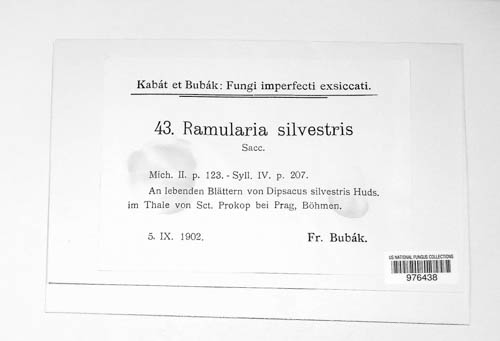 Kabát et Bubák: Fungi imperfecti exsiccati.
43. Ramularia silvestris
Sacc.
Mich. II. p. 123. - Syll. IV. p. 207.
An lebenden Blättern von Dipsacus silvestris Huds.
im Thale von Sct. Prokop bei Prag, Böhmen.
5. IX. 1902.
Fr. Bubák.
US NATIONAL FUNGUS COLLECTIONS
976438